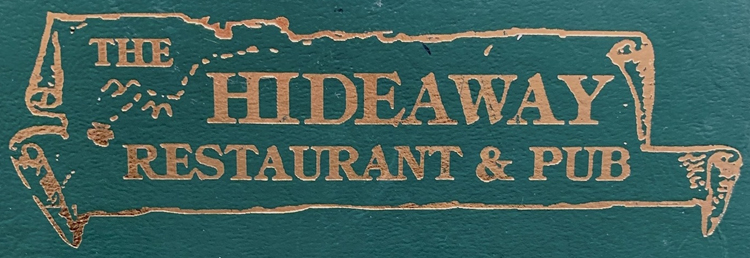 THE
HIDEAWAY
RESTAURANT & PUB